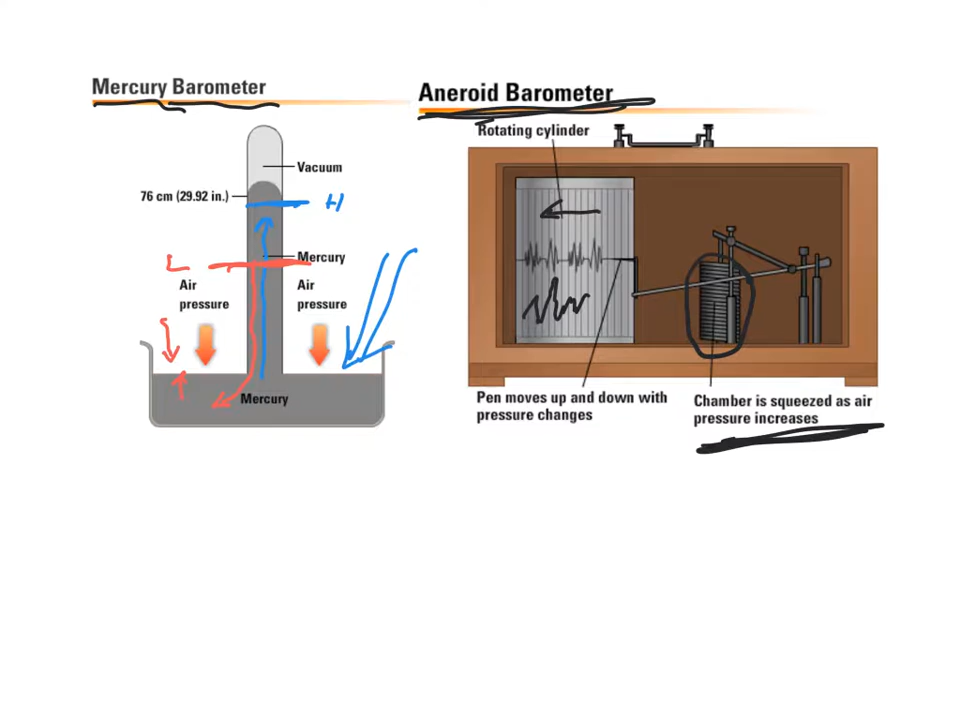 Mercury Barometer
Vacuum
76 cm (29.92 in.)
H
Mercury
L
Air
pressure
Air
pressure
Mercury
Aneroid Barometer
Rotating cylinder
Pen moves up and down with
pressure changes
Chamber is squeezed as air
pressure increases